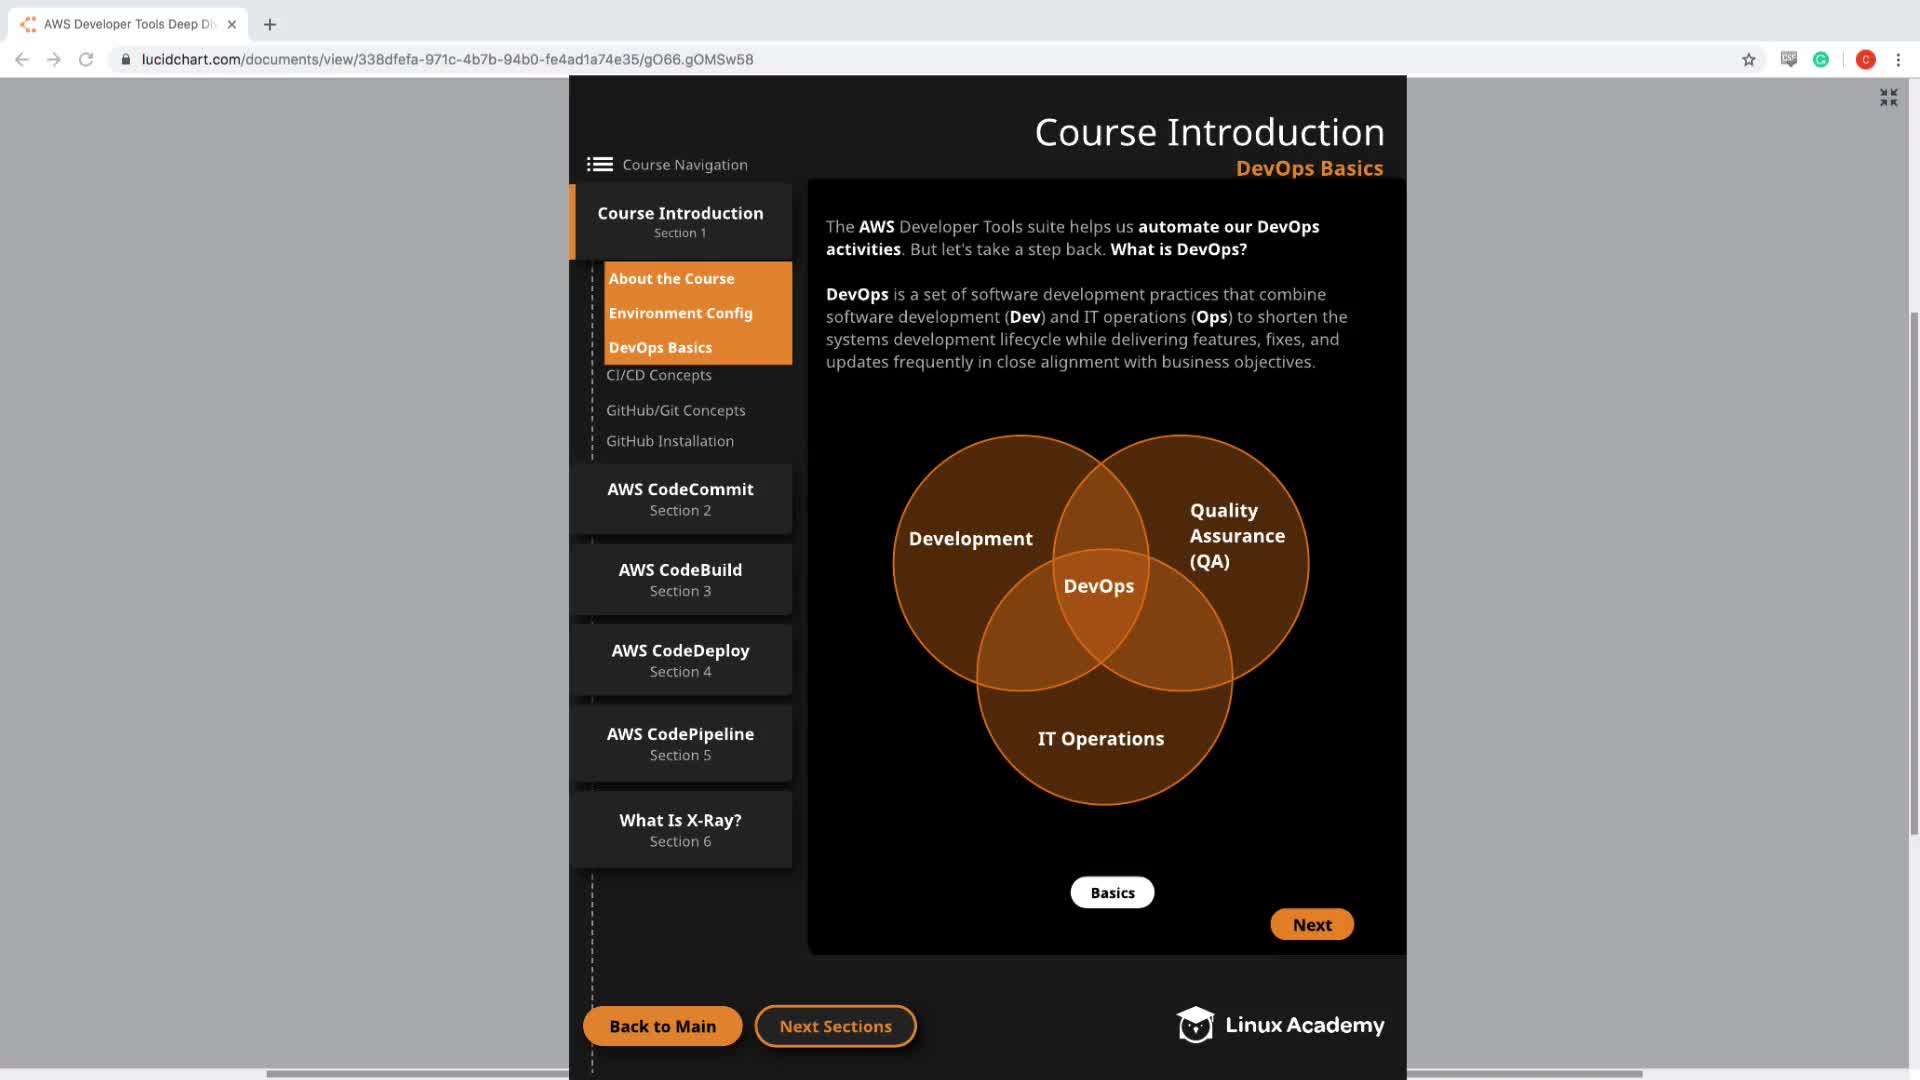 AWS Developer Tools Deep Di
lucidchart.com/documents/view/338dfefa-971c-4b7b-94b0-fe4ad1a74e35/gO66.gOMSw58
C
Course Introduction
DevOps Basics
Course Navigation
Course Introduction
Section 1
About the Course
Environment Config
DevOps Basics
CI/CD Concepts
GitHub/Git Concepts
GitHub Installation
AWS CodeCommit
Section 2
AWS CodeBuild
Section 3
AWS CodeDeploy
Section 4
AWS CodePipeline
Section 5
What Is X-Ray?
Section 6
The AWS Developer Tools suite helps us automate our DevOps
activities. But let's take a step back. What is DevOps?
DevOps is a set of software development practices that combine
software development (Dev) and IT operations (Ops) to shorten the
systems development lifecycle while delivering features, fixes, and
updates frequently in close alignment with business objectives.
Development
Quality
Assurance
(QA)
DevOps
IT Operations
Basics
Next
Back to Main
Next Sections
Linux Academy